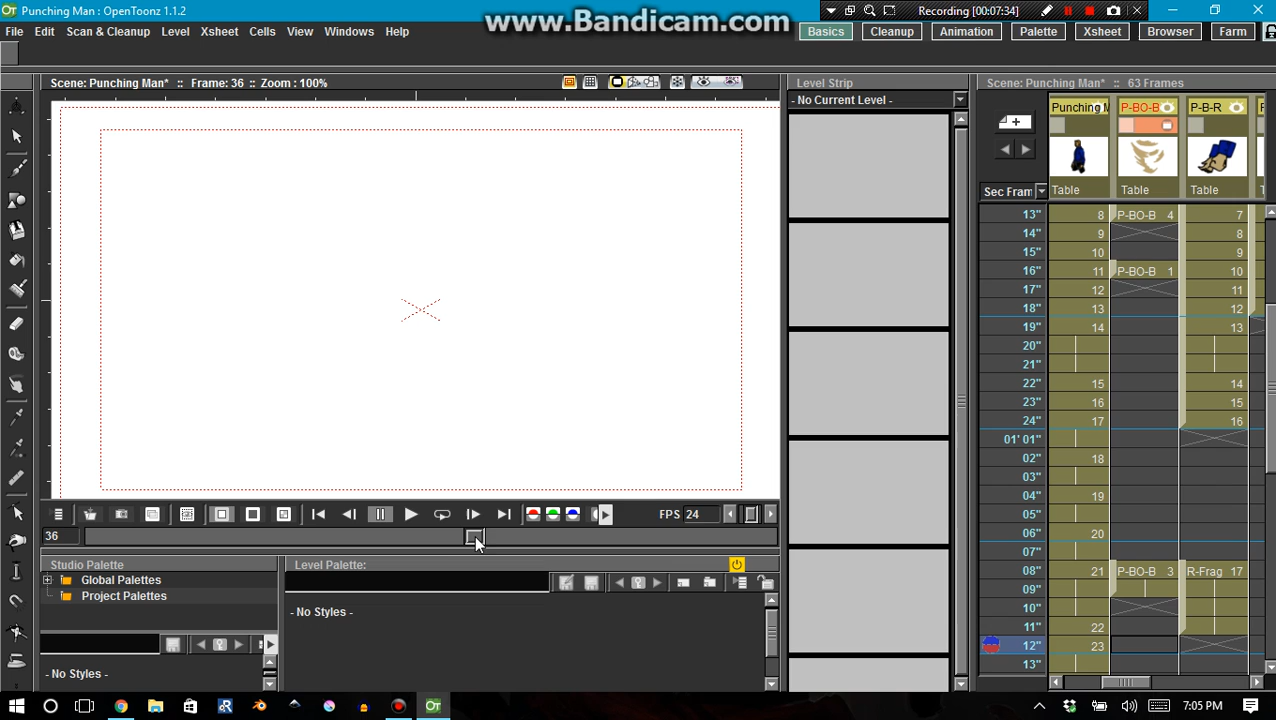 Punching Man : OpenToonz 1.1.2
www.Bandicam.com
Recording [00:07:34]
File Edit Scan & Cleanup Level Xsheet Cells View Windows Help
Basics Cleanup Animation Palette Xsheet Browser Farm
Scene: Punching Man* :: Frame: 36 :: Zoom : 100%
Level Strip
Scene: Punching Man* :: 63 Frames
- No Current Level -
Punching M P-BO-B P-B-R
Table Table Table
Sec Fram
13" 8 P-BO-B 4 7
14" 9 8
15" 10 9
16" 11 P-BO-B 1 10
17" 12 11
18" 13 12
19" 14 13
20"
21"
22" 15 14
23" 16 15
24" 17 16
01' 01"
02" 18
03"
04" 19
05"
06" 20
07"
08" 21 P-BO-B 3 R-Frag 17
09"
10"
11" 22
12" 23
13"
FPS 24
36
Studio Palette
Global Palettes
Project Palettes
- No Styles -
Level Palette:
- No Styles -
7:05 PM